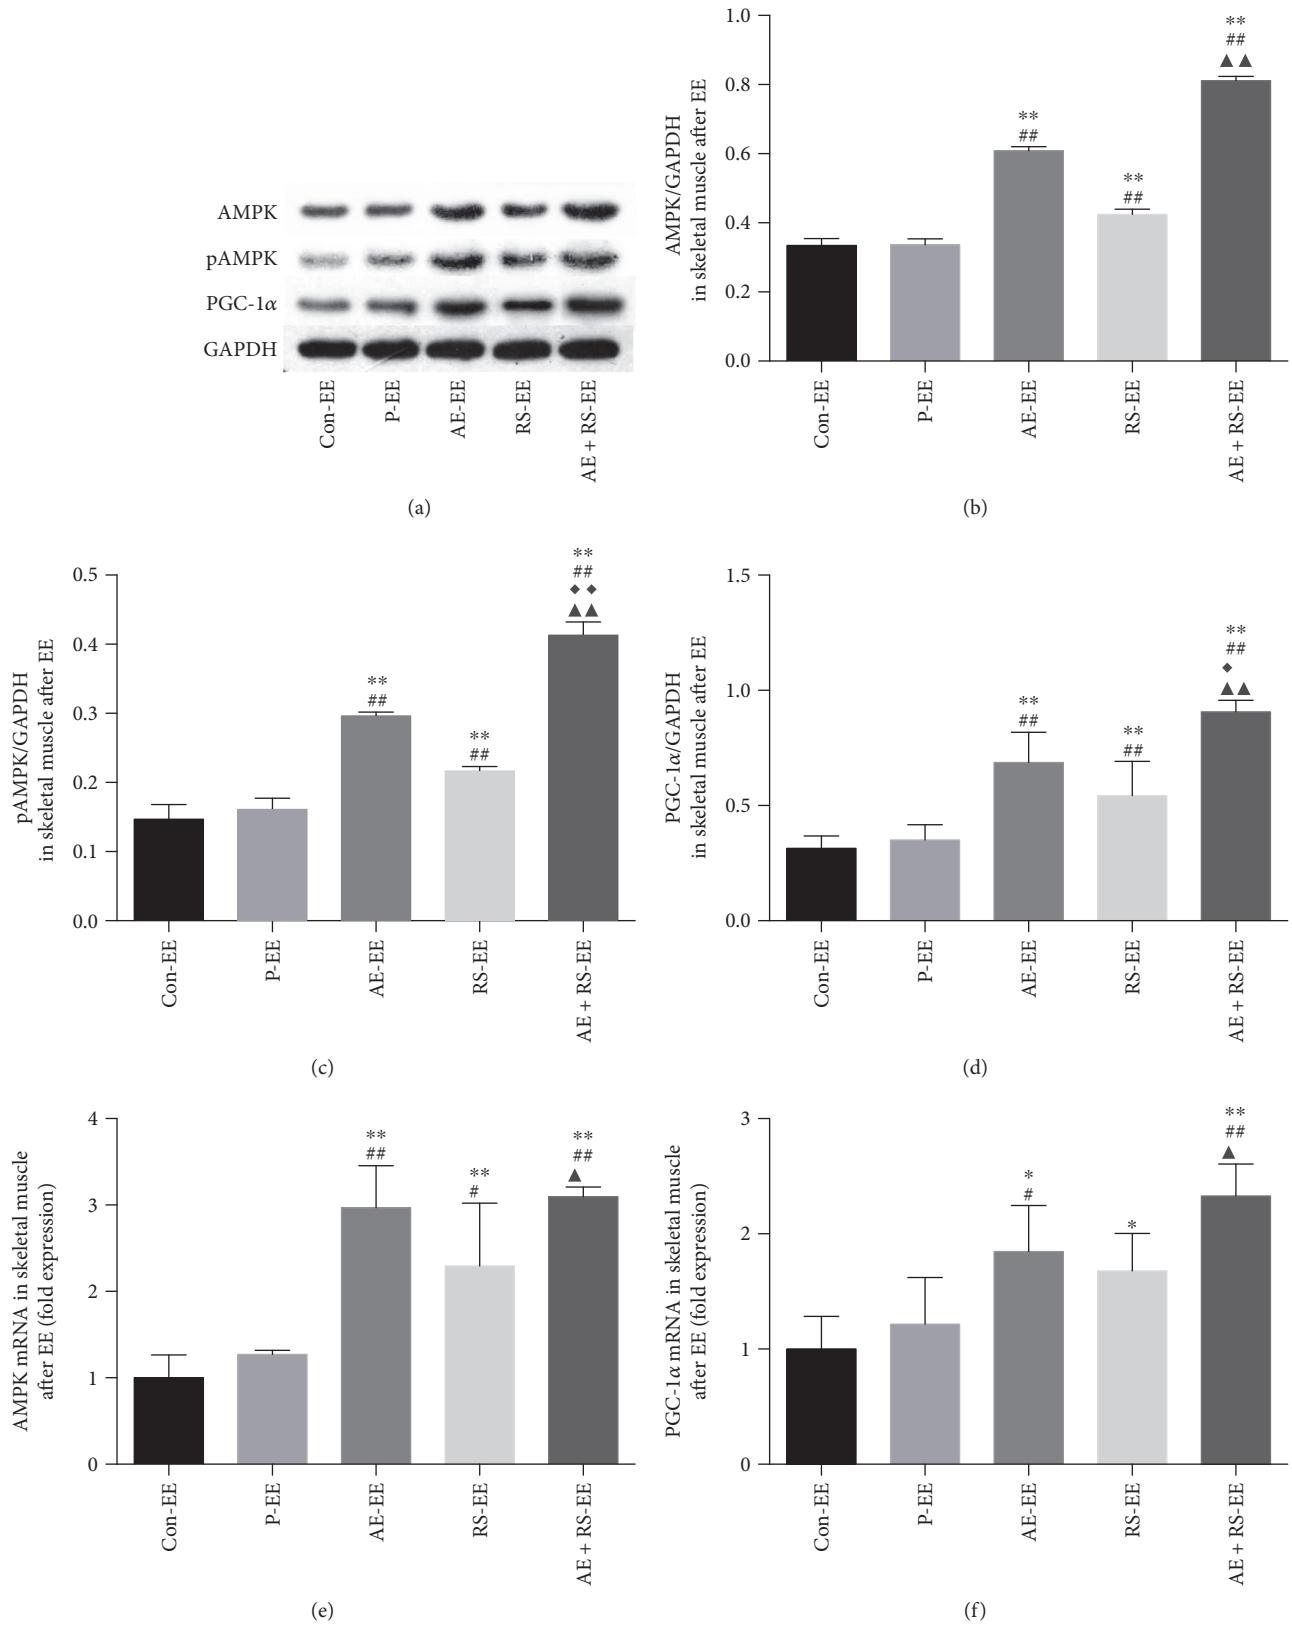 AMPK
pAMPK
PGC-1α
GAPDH
Con-EE
P-EE
AE-EE
RS-EE
AE + RS-EE
(a)
AMPK/GAPDH
in skeletal muscle after EE
1.0
0.8
0.6
0.4
0.2
0.0
**
##
**
##
**
##
▲▲
Con-EE
P-EE
AE-EE
RS-EE
AE + RS-EE
(b)
pAMPK/GAPDH
in skeletal muscle after EE
0.5
0.4
0.3
0.2
0.1
0.0
**
##
**
##
**
##
◆◆
▲▲
Con-EE
P-EE
AE-EE
RS-EE
AE + RS-EE
(c)
PGC-1α/GAPDH
in skeletal muscle after EE
1.5
1.0
0.5
0.0
**
##
**
##
**
##
◆
▲▲
Con-EE
P-EE
AE-EE
RS-EE
AE + RS-EE
(d)
AMPK mRNA in skeletal muscle
after EE (fold expression)
4
3
2
1
0
**
##
**
#
**
##
▲
Con-EE
P-EE
AE-EE
RS-EE
AE + RS-EE
(e)
PGC-1α mRNA in skeletal muscle
after EE (fold expression)
3
2
1
0
*
#
*
**
##
▲
Con-EE
P-EE
AE-EE
RS-EE
AE + RS-EE
(f)